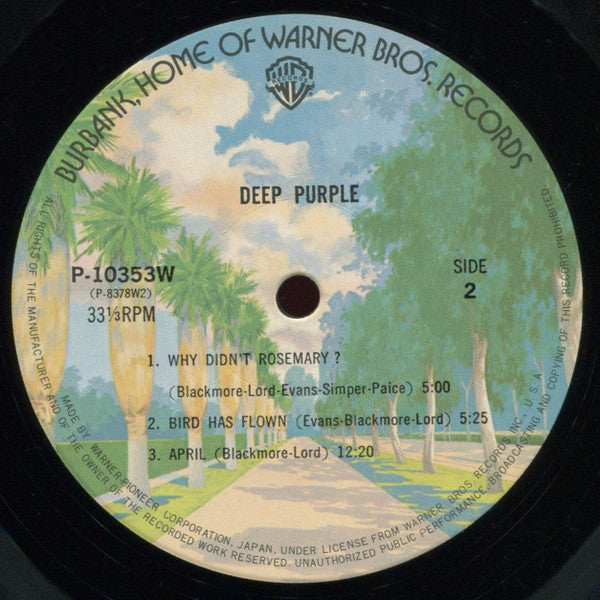 BURBANK, HOME OF WARNER BROS. RECORDS
WB
RECORDS
DEEP PURPLE
P-10353W
(P-8378W2)
33⅓RPM
SIDE
2
1. WHY DIDN'T ROSEMARY ?
(Blackmore-Lord-Evans-Simper-Paice) 5:00
2. BIRD HAS FLOWN (Evans-Blackmore-Lord) 5:25
3. APRIL (Blackmore-Lord) 12:20
MADE BY WARNER-PIONEER CORPORATION, JAPAN, UNDER LICENSE FROM WARNER BROS. RECORDS INC., U.S.A.
ALL RIGHTS OF THE MANUFACTURER AND OF THE OWNER OF THE RECORDED WORK RESERVED. UNAUTHORIZED PUBLIC PERFORMANCE, BROADCASTING AND COPYING OF THIS RECORD PROHIBITED